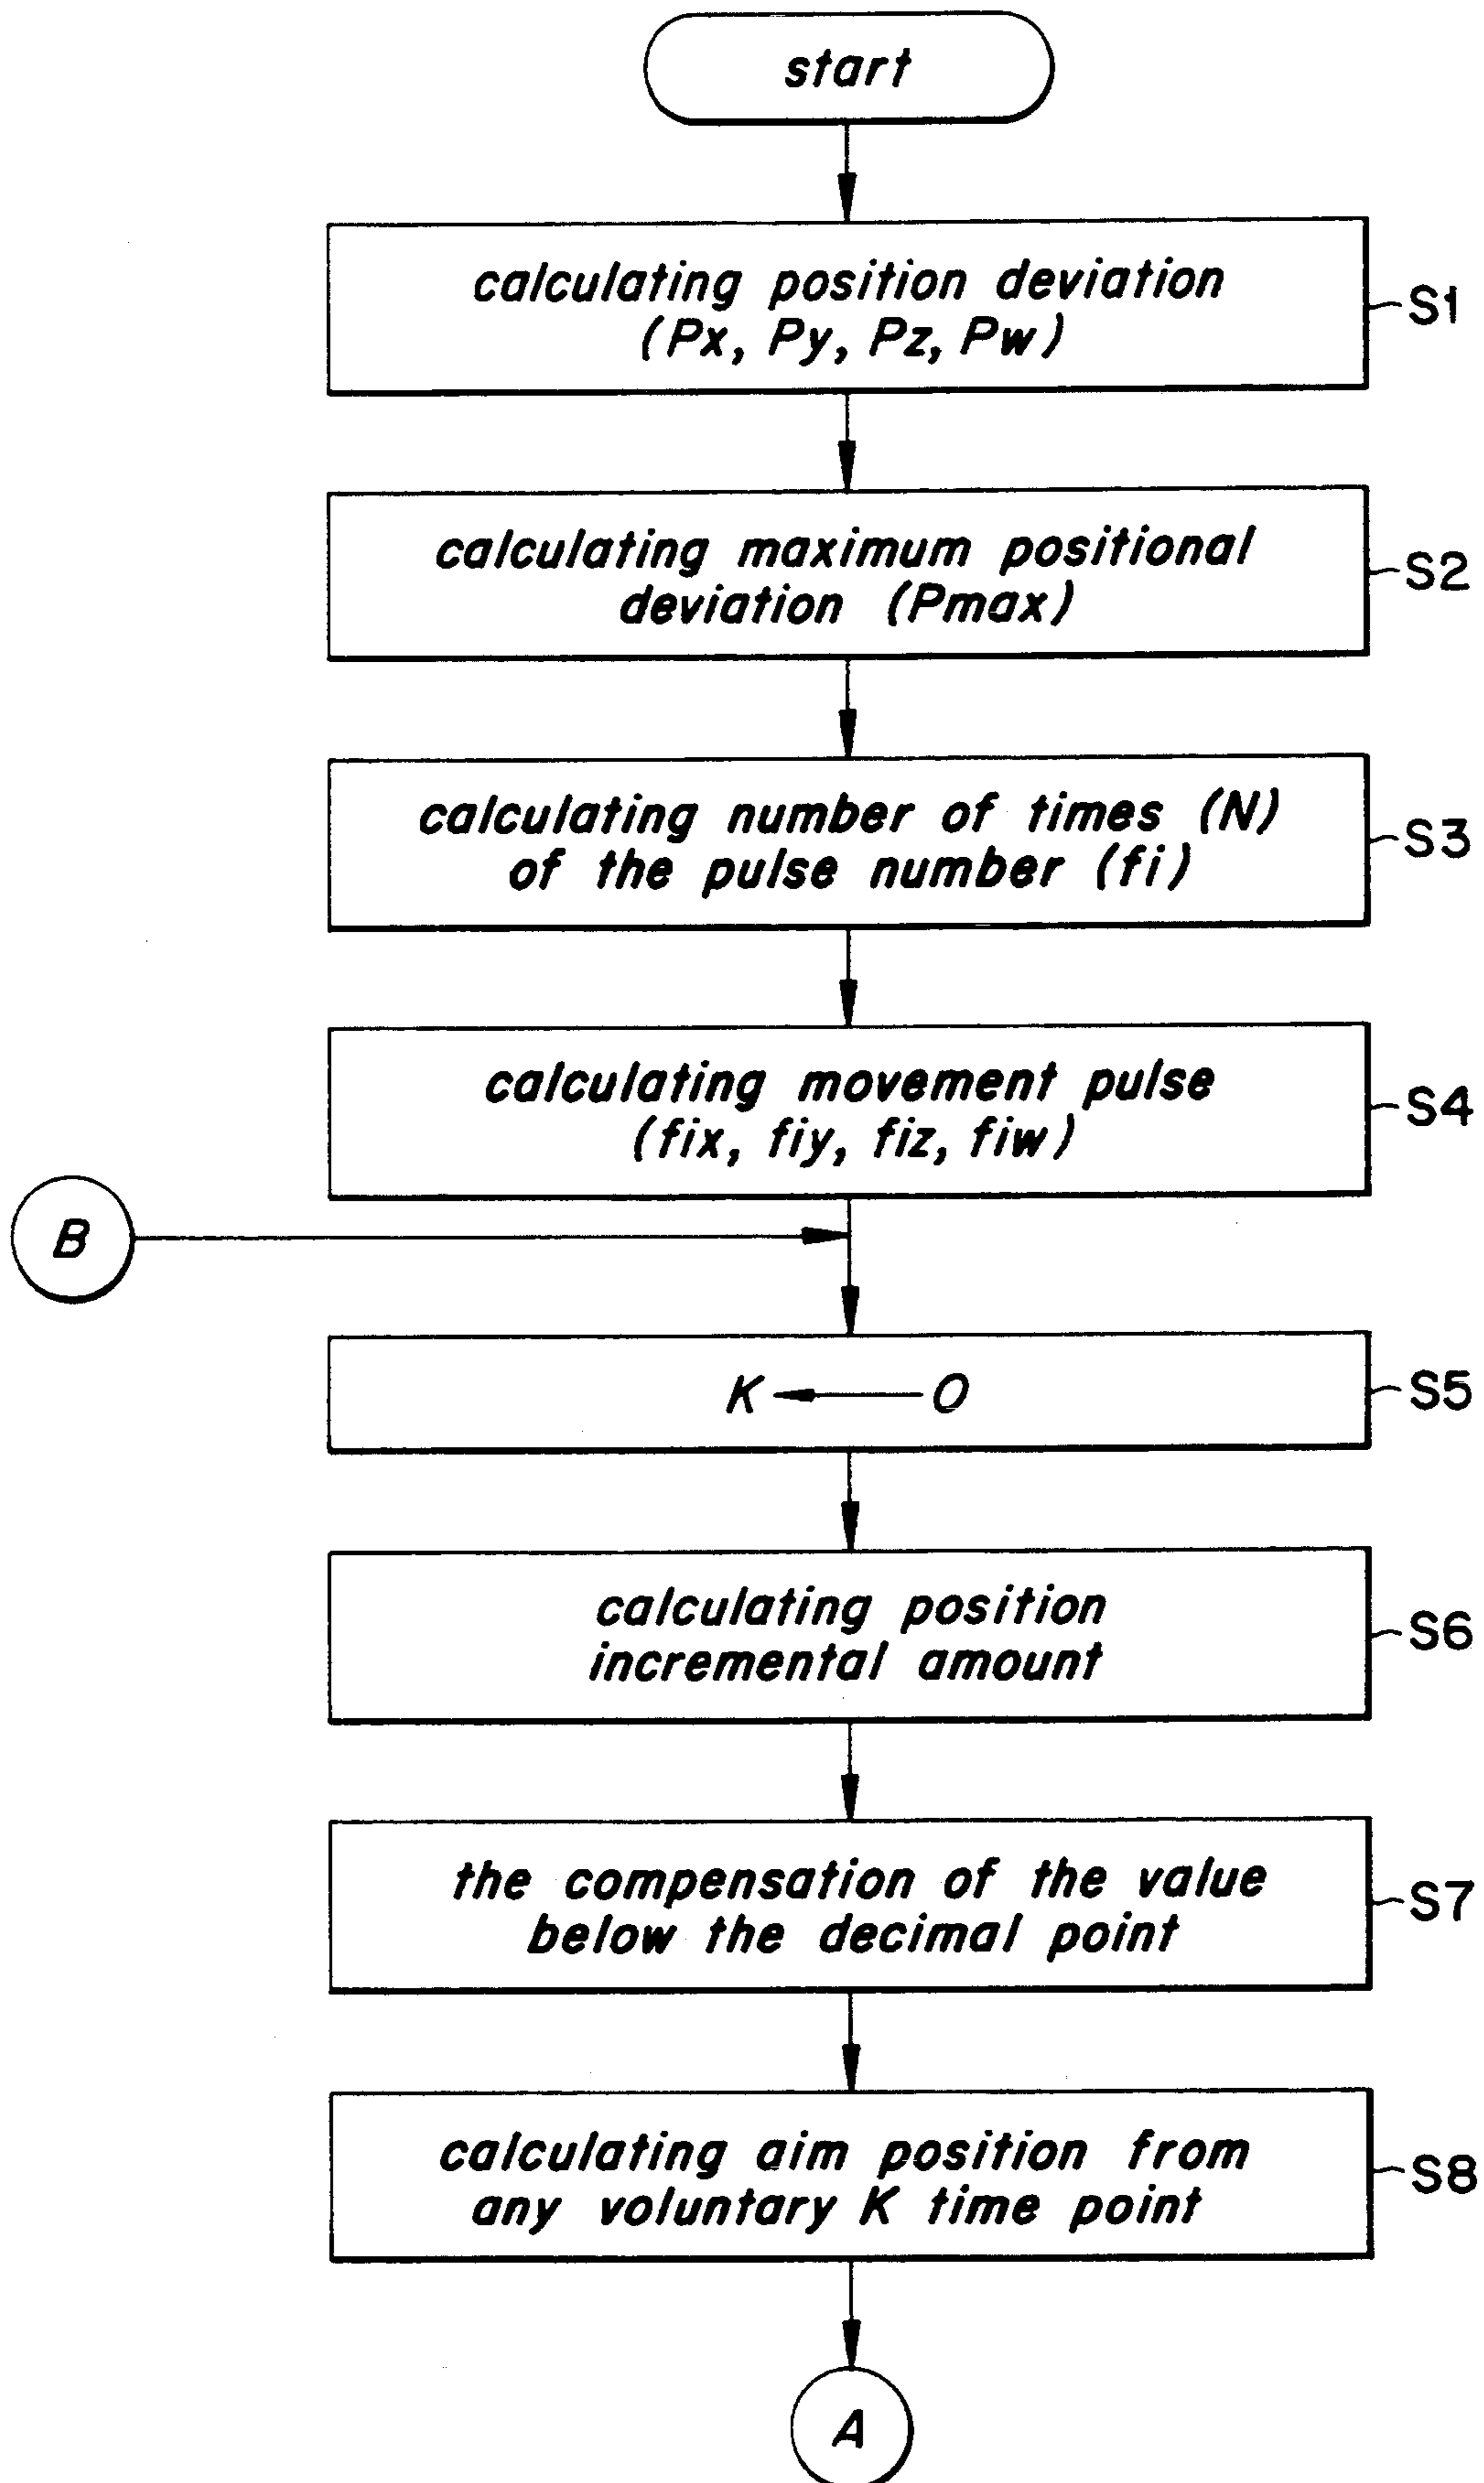 start
calculating position deviation
(Px, Py, Pz, Pw)
S1
calculating maximum positional
deviation (Pmax)
S2
calculating number of times (N)
of the pulse number (fi)
S3
calculating movement pulse
(fix, fiy, fiz, fiw)
S4
B
K ← O
S5
calculating position
incremental amount
S6
the compensation of the value
below the decimal point
S7
calculating aim position from
any voluntary K time point
S8
A